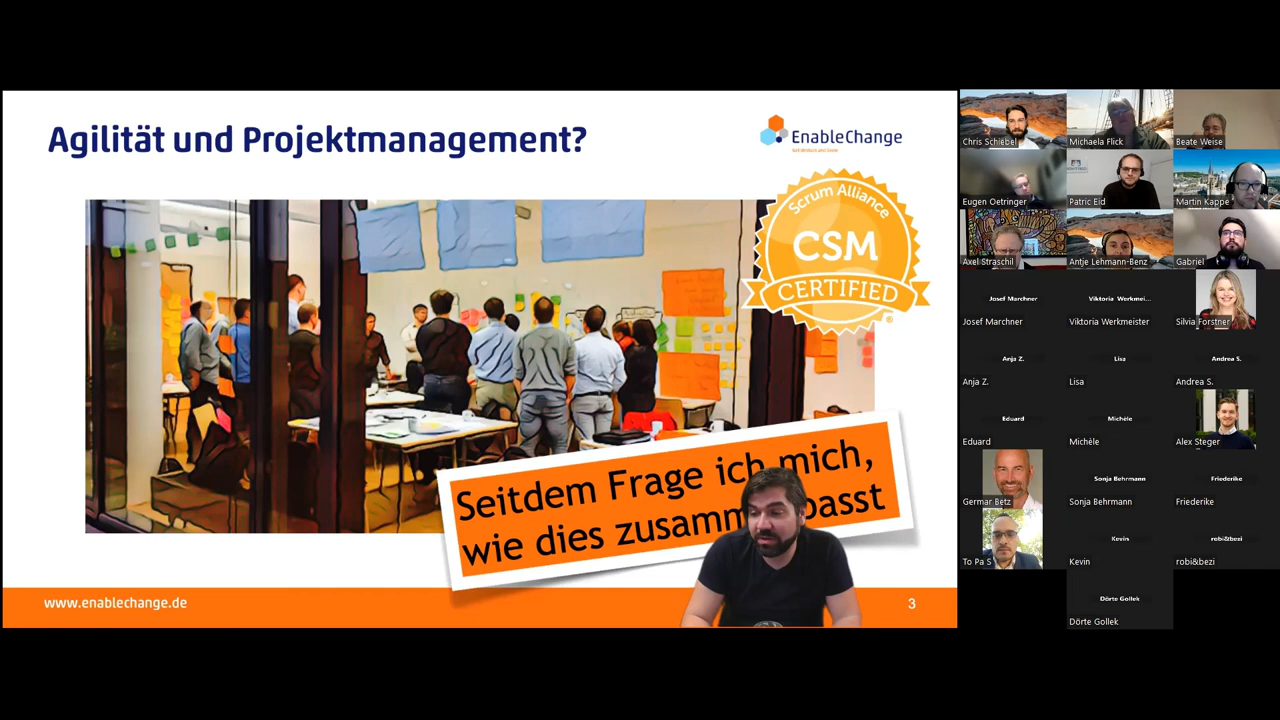 Agilität und Projektmanagement?
EnableChange
Scrum Alliance
CSM
CERTIFIED
Seitdem Frage ich mich,
wie dies zusamm passt
www.enablechange.de
3
Chris Schiebel
Michaela Flick
Beate Weise
Eugen Oetringer
Patric Eid
Martin Kappe
Axel Straschil
Antje Lehmann-Benz
Gabriel
Josef Marchner
Josef Marchner
Viktoria Werkmei...
Viktoria Werkmeister
Silvia Forstner
Anja Z.
Anja Z.
Lisa
Lisa
Andrea S.
Andrea S.
Eduard
Eduard
Michèle
Michèle
Alex Steger
Germar Betz
Sonja Behrmann
Sonja Behrmann
Friederike
Friederike
To Pa S
Kevin
Kevin
robi&bezi
robi&bezi
Dörte Gollek
Dörte Gollek